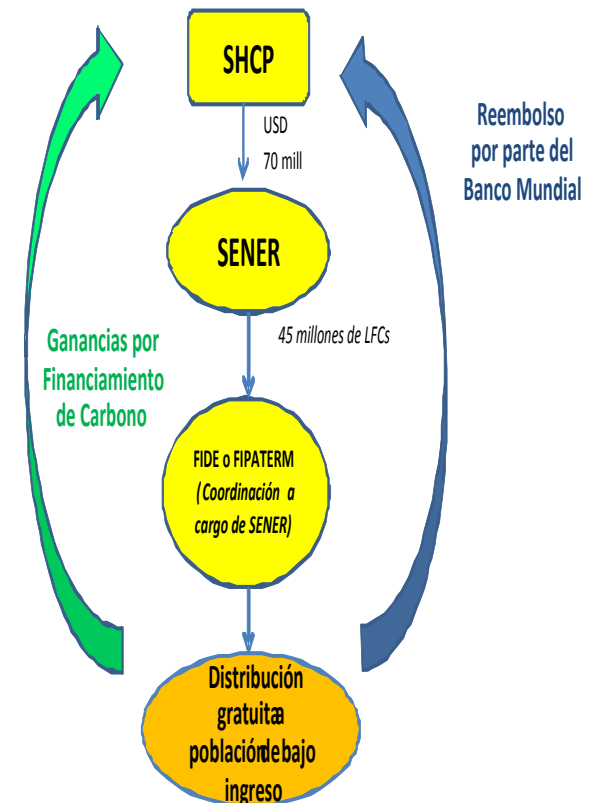 SHCP
USD
70 mill
Reembolso
por parte del
Banco Mundial
SENER
45 millones de LFCs
Ganancias por
Financiamiento
de Carbono
FIDE o FIPATERM
(Coordinación a
cargo de SENER)
Distribución
gratuita a
población de bajo
ingreso